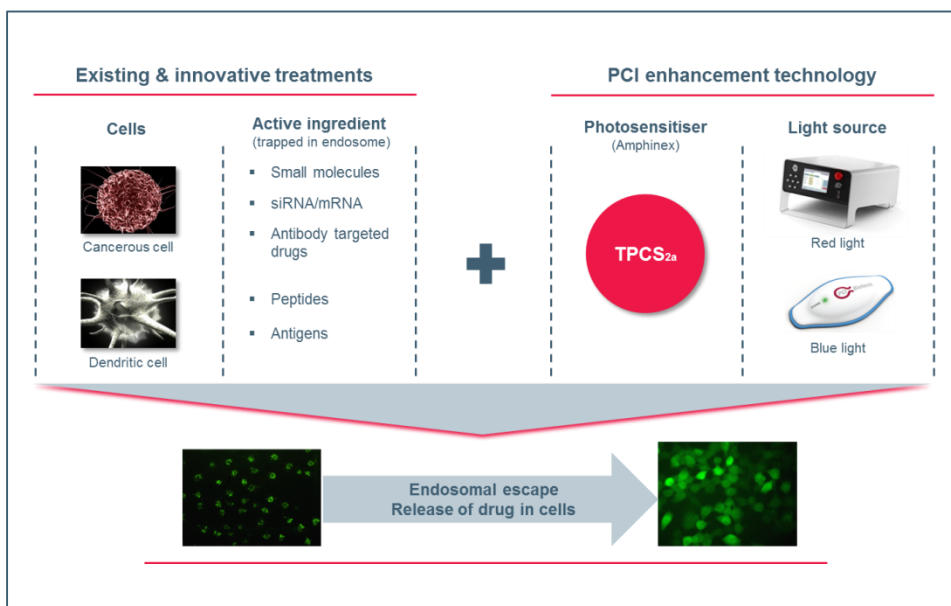 Existing & innovative treatments
PCI enhancement technology
Cells
Cancerous cell
Dendritic cell
Active ingredient
(trapped in endosome)
▪ Small molecules
▪ siRNA/mRNA
▪ Antibody targeted
drugs
▪ Peptides
▪ Antigens
Photosensitiser
(Amphinex)
TPCS2a
Light source
Red light
Blue light
Endosomal escape
Release of drug in cells